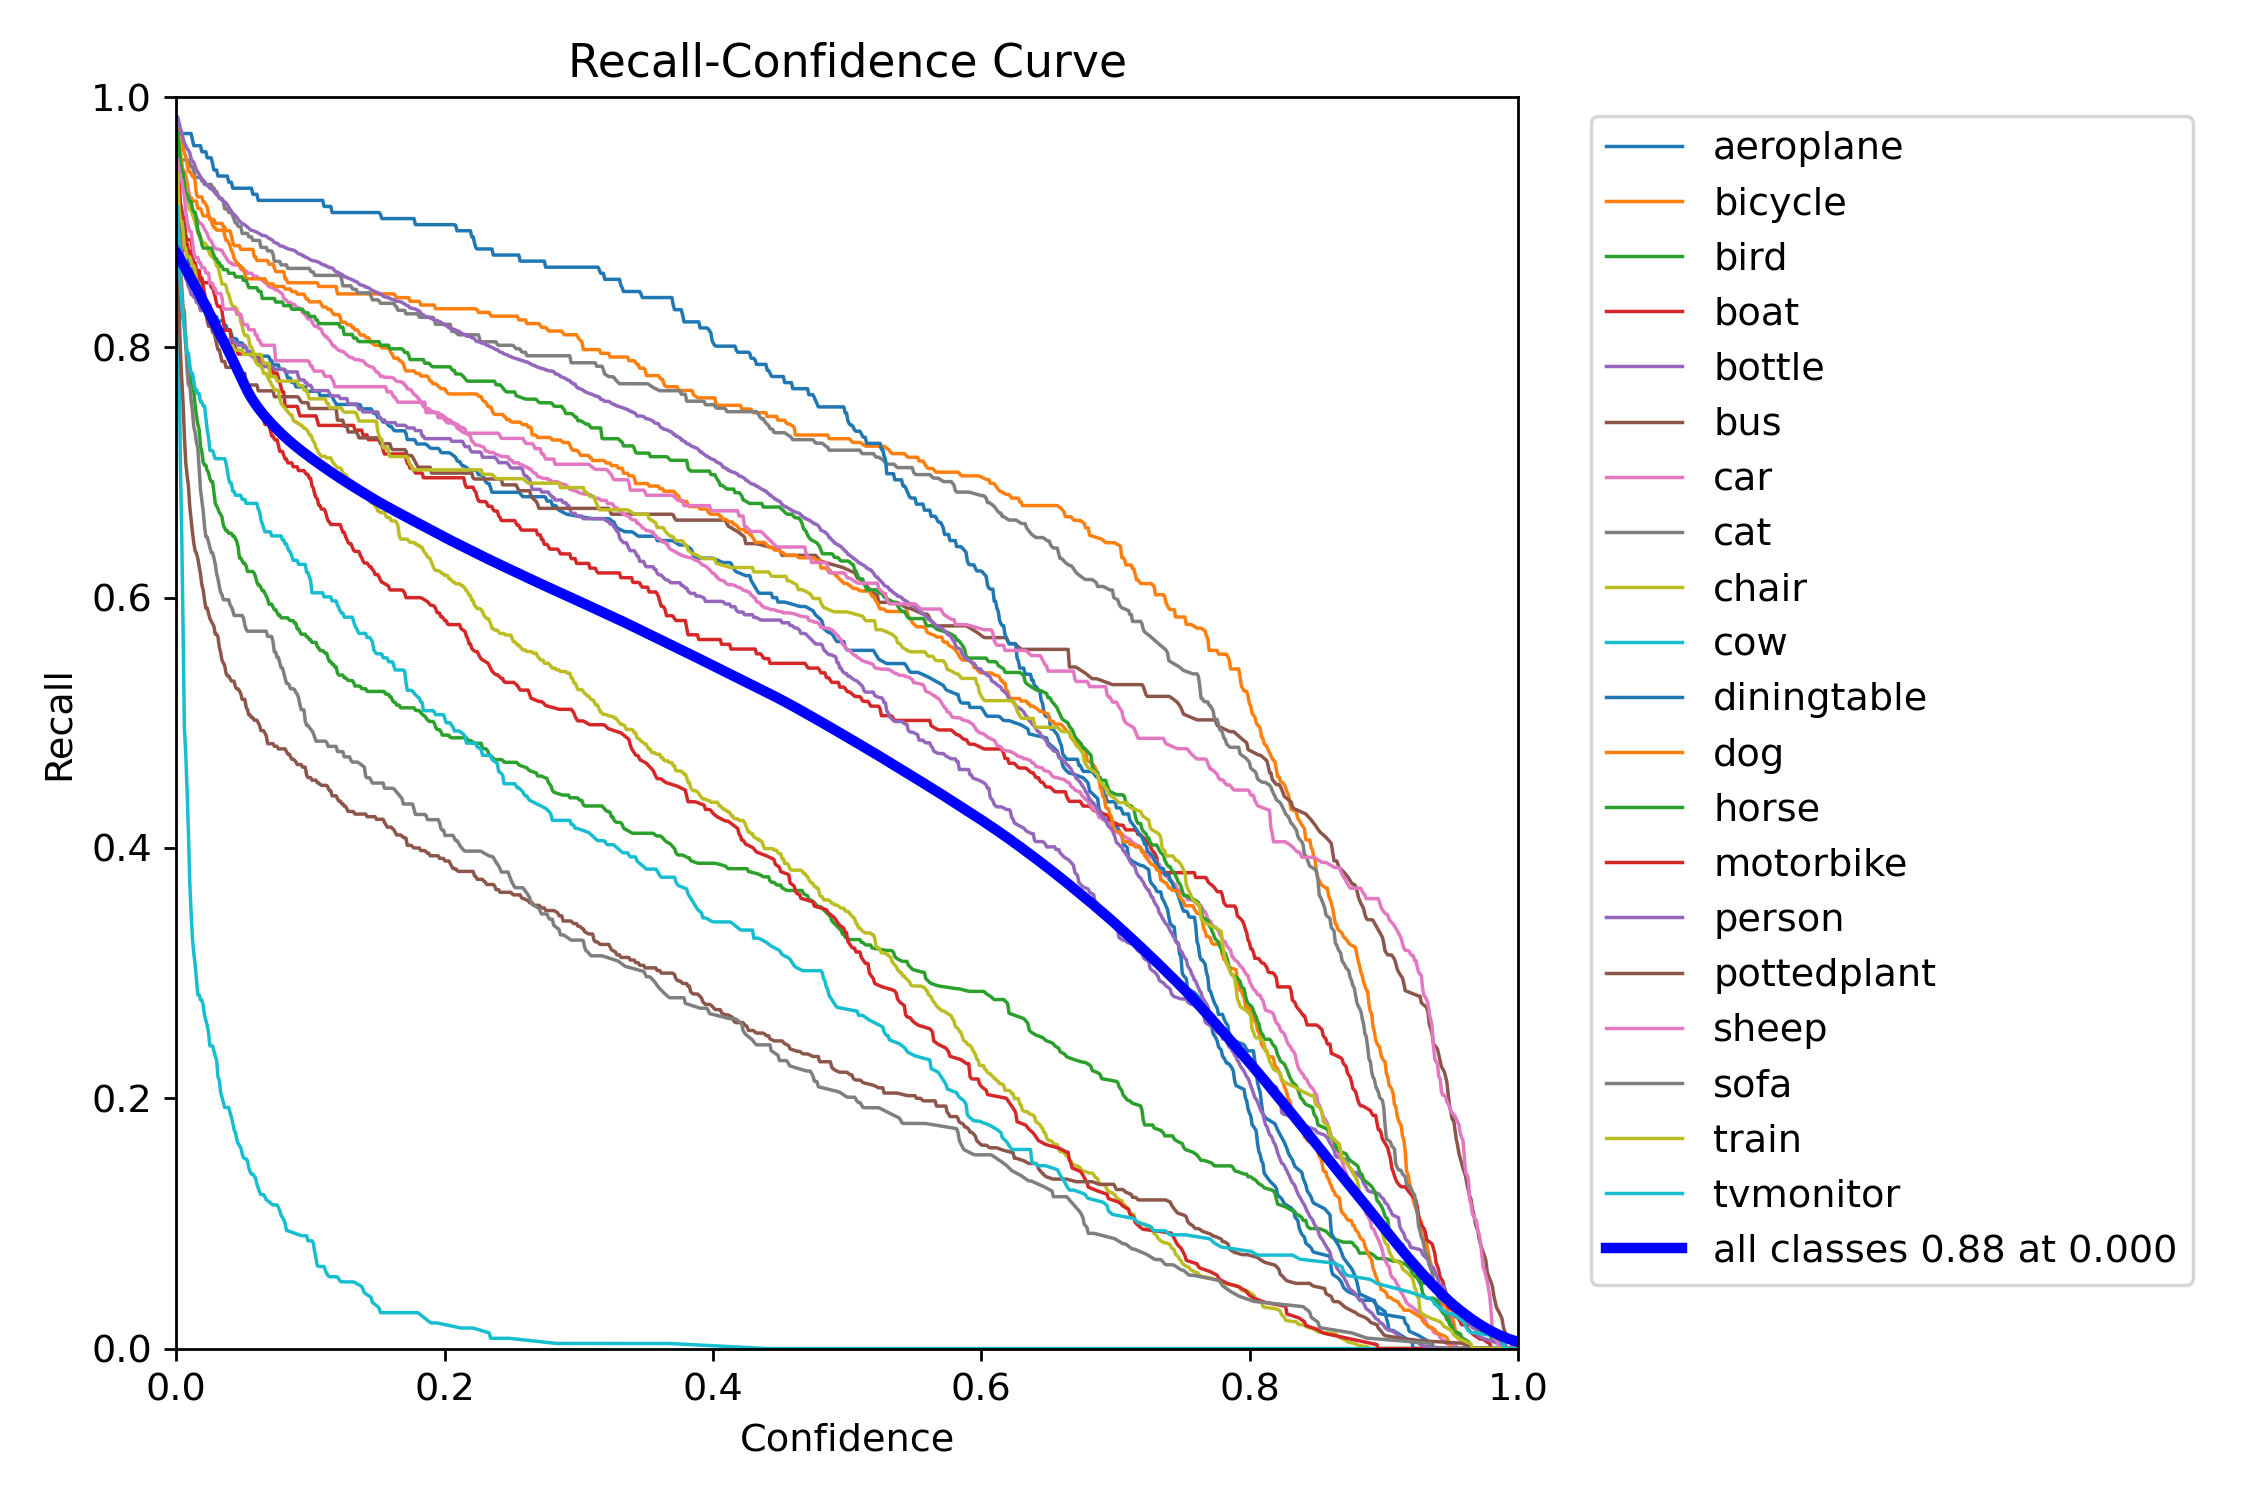 Recall-Confidence Curve
1.0
0.8
0.6
0.4
0.2
0.0
Recall
0.0 0.2 0.4 0.6 0.8 1.0
Confidence
aeroplane
bicycle
bird
boat
bottle
bus
car
cat
chair
cow
diningtable
dog
horse
motorbike
person
pottedplant
sheep
sofa
train
tvmonitor
all classes 0.88 at 0.000